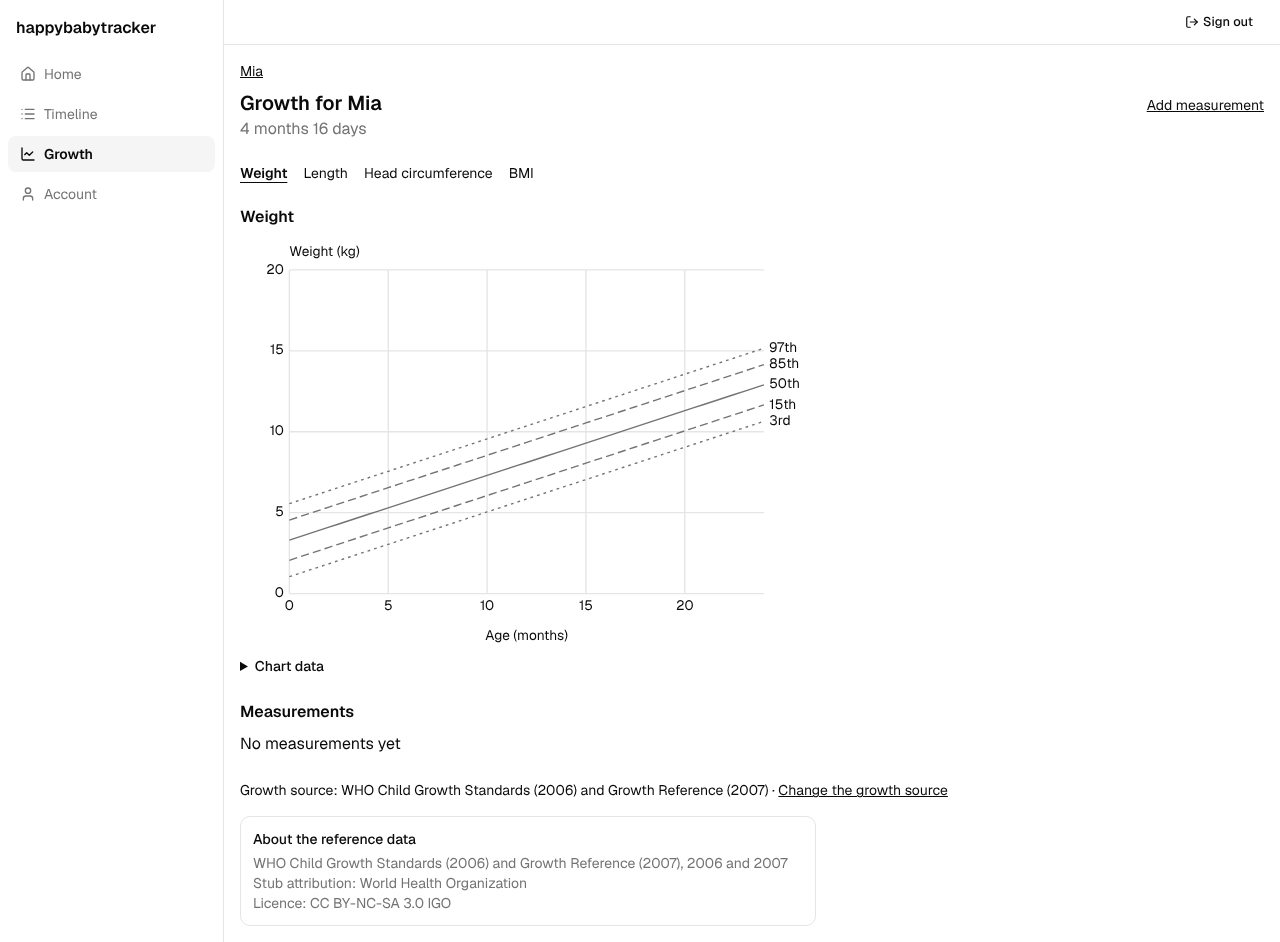 happybabytracker
Sign out
Home
Timeline
Growth
Account
Mia
Growth for Mia
Add measurement
4 months 16 days
Weight Length Head circumference BMI
Weight
Weight (kg)
20
15
10
5
0
97th
85th
50th
15th
3rd
0 5 10 15 20
Age (months)
Chart data
Measurements
No measurements yet
Growth source: WHO Child Growth Standards (2006) and Growth Reference (2007) · Change the growth source
About the reference data
WHO Child Growth Standards (2006) and Growth Reference (2007), 2006 and 2007
Stub attribution: World Health Organization
Licence: CC BY-NC-SA 3.0 IGO